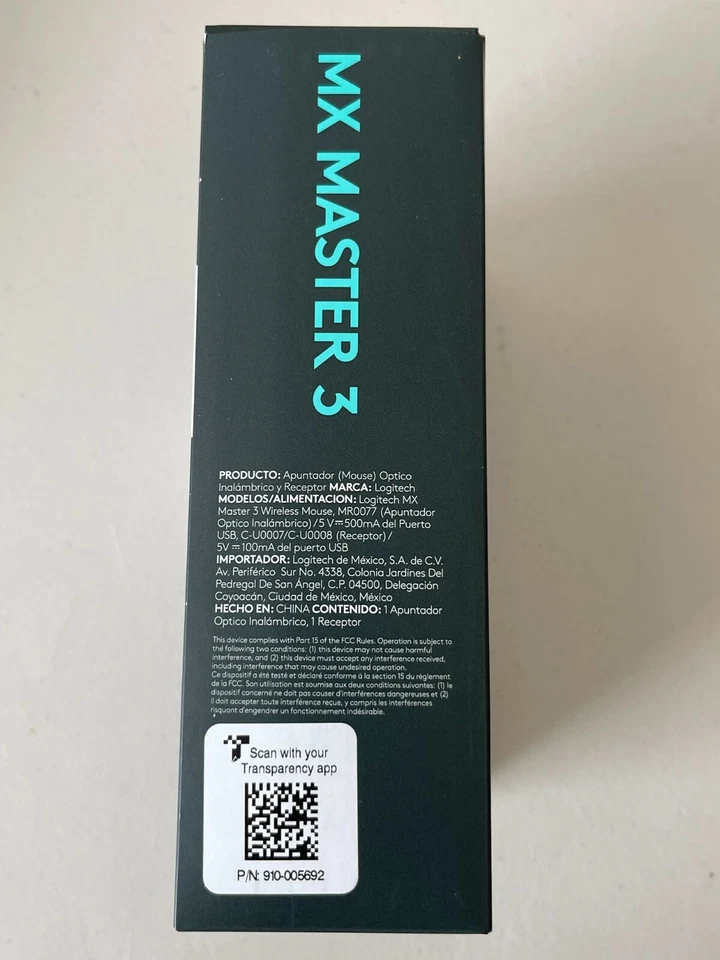 MX MASTER 3
PRODUCTO: Apuntador (Mouse) Optico
Inalámbrico y Receptor MARCA: Logitech
MODELOS/ALIMENTACION: Logitech MX
Master 3 Wireless Mouse, MR0077 (Apuntador
Optico Inalámbrico)/5 V⎓500mA del Puerto
USB, C-U0007/C-U0008 (Receptor)/
5V ⎓100mA del puerto USB
IMPORTADOR: Logitech de México, S.A. de C.V.
Av. Periférico Sur No. 4338, Colonia Jardines Del
Pedregal De San Ángel, C.P. 04500, Delegación
Coyoacán, Ciudad de México, México
HECHO EN: CHINA CONTENIDO: 1 Apuntador
Optico Inalámbrico, 1 Receptor
This device complies with Part 15 of the FCC Rules. Operation is subject to
the following two conditions: (1) this device may not cause harmful
interference, and (2) this device must accept any interference received,
including interference that may cause undesired operation.
Ce dispositif a été testé et déclaré conforme à la section 15 du règlement
de la FCC. Son utilisation est soumise aux deux conditions suivantes: (1) le
dispositif concerné ne doit pas causer d'interférences dangereuses et (2)
il doit accepter toute interférence reçue, y compris les interférences
risquant d'engendrer un fonctionnement indésirable.
Scan with your
Transparency app
P/N: 910-005692